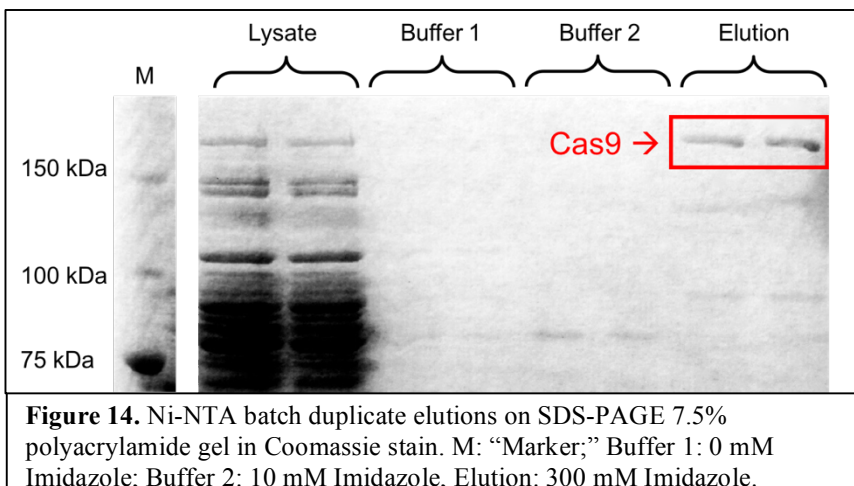 Lysate Buffer 1 Buffer 2 Elution
M
Cas9 →
150 kDa
100 kDa
75 kDa
Figure 14. Ni-NTA batch duplicate elutions on SDS-PAGE 7.5%
polyacrylamide gel in Coomassie stain. M: “Marker;” Buffer 1: 0 mM
Imidazole; Buffer 2: 10 mM Imidazole, Elution: 300 mM Imidazole.